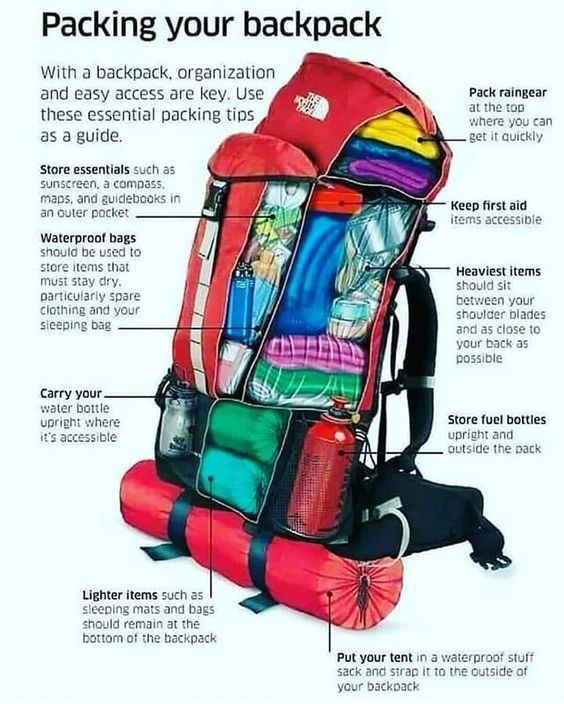 Packing your backpack
With a backpack, organization
and easy access are key. Use
these essential packing tips
as a guide.
Store essentials such as
sunscreen, a compass,
maps, and guidebooks in
an outer pocket
Waterproof bags
should be used to
store items that
must stay dry,
particularly spare
clothing and your
sleeping bag
Carry your
water bottle
upright where
it's accessible
Lighter items such as
sleeping mats and bags
should remain at the
bottom of the backpack
THE
NORTH
FACE
Pack raingear
at the top
where you can
get it quickly
Keep first aid
items accessible
Heaviest items
should sit
between your
shoulder blades
and as close to
your back as
possible
Store fuel bottles
upright and
outside the pack
Put your tent in a waterproof stuff
sack and strap it to the outside of
your backpack